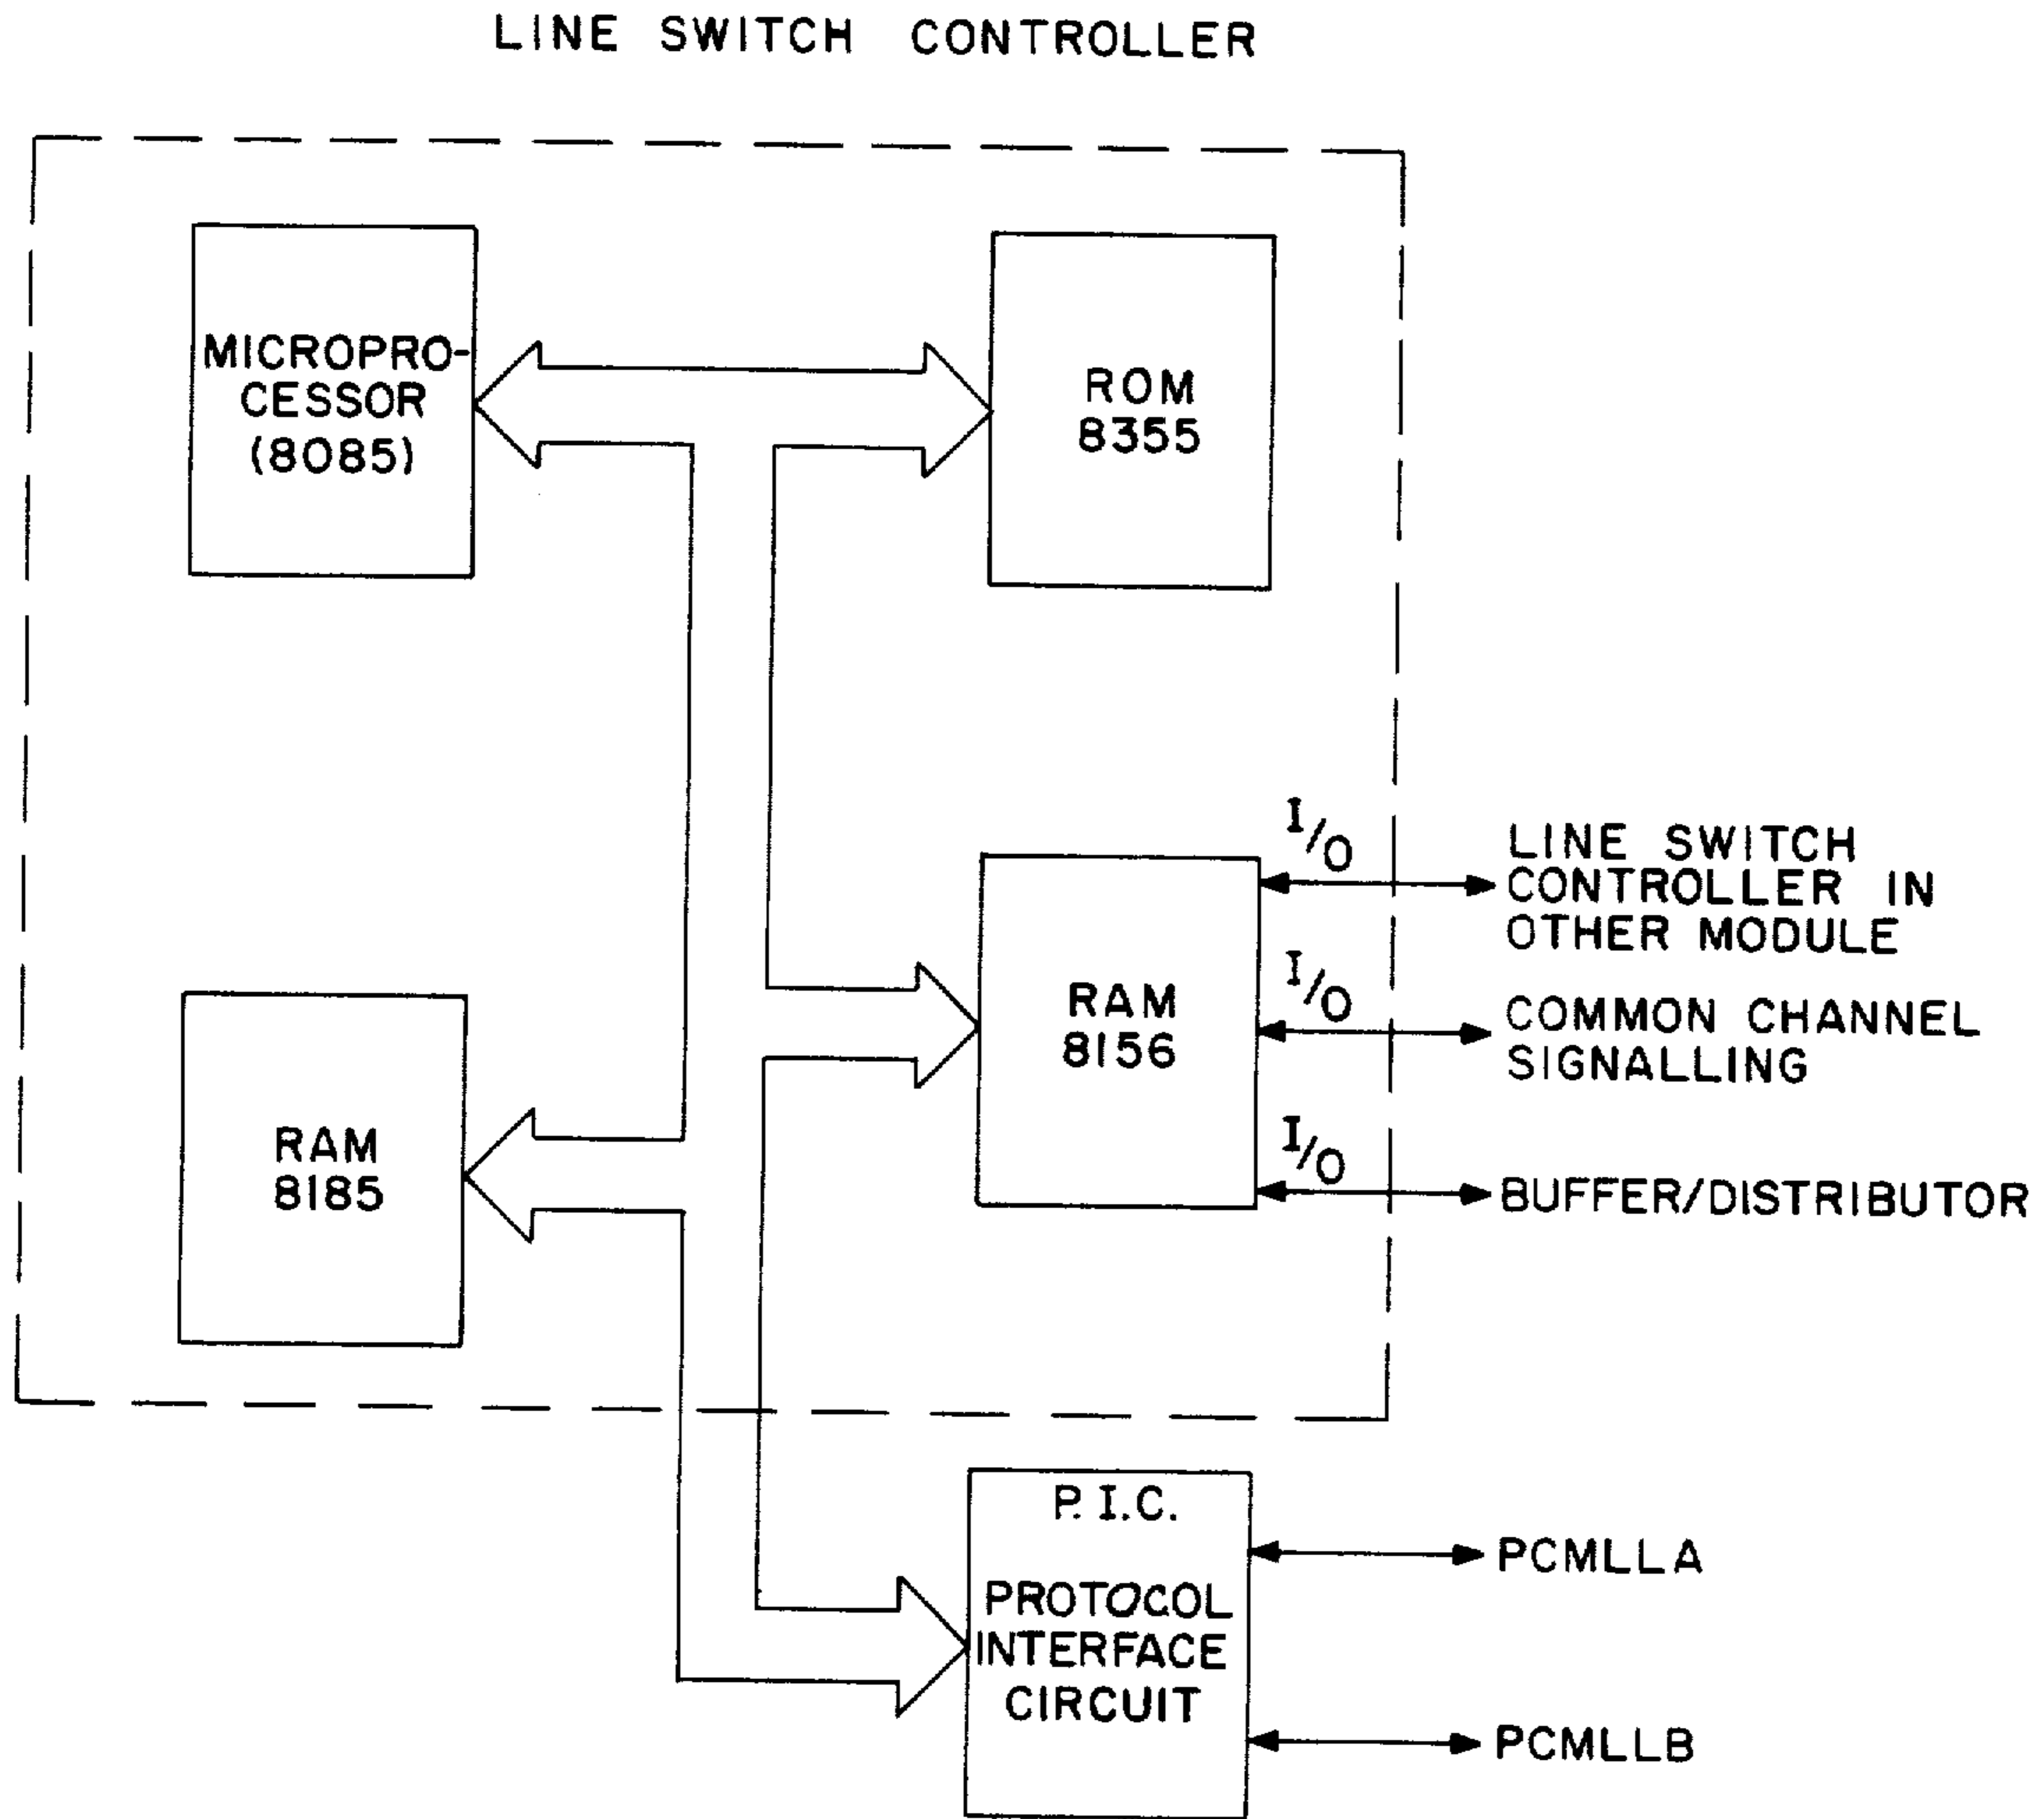 LINE SWITCH CONTROLLER
MICROPRO-
CESSOR
(8085)
ROM
8355
I/O
LINE SWITCH
CONTROLLER IN
OTHER MODULE
RAM
8156
I/O
COMMON CHANNEL
SIGNALLING
RAM
8185
I/O
BUFFER/DISTRIBUTOR
P.I.C.
PROTOCOL
INTERFACE
CIRCUIT
PCMLLA
PCMLLB